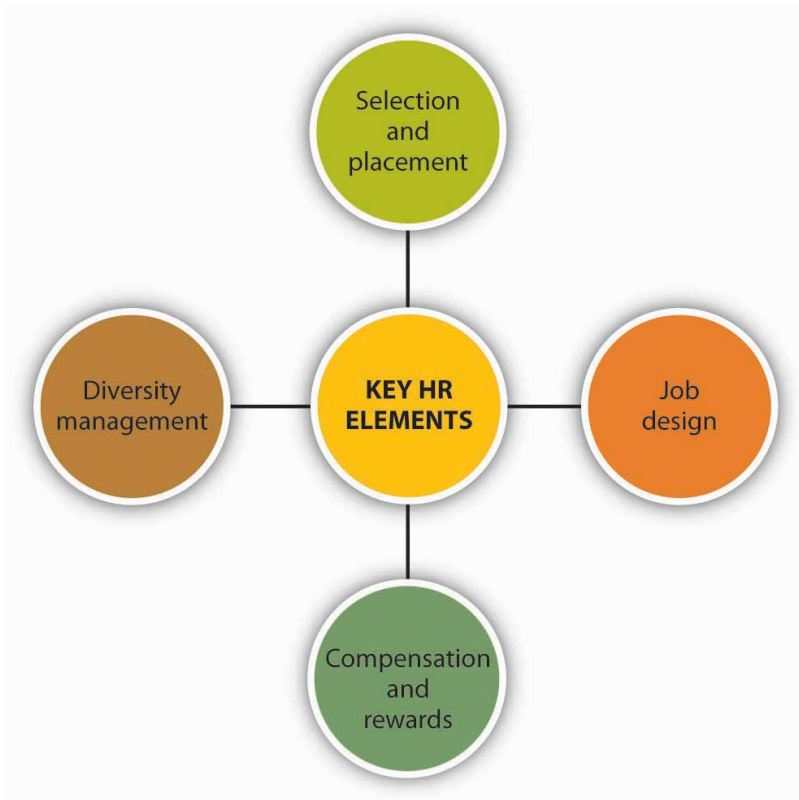 Selection
and
placement
Diversity
management
KEY HR
ELEMENTS
Job
design
Compensation
and
rewards